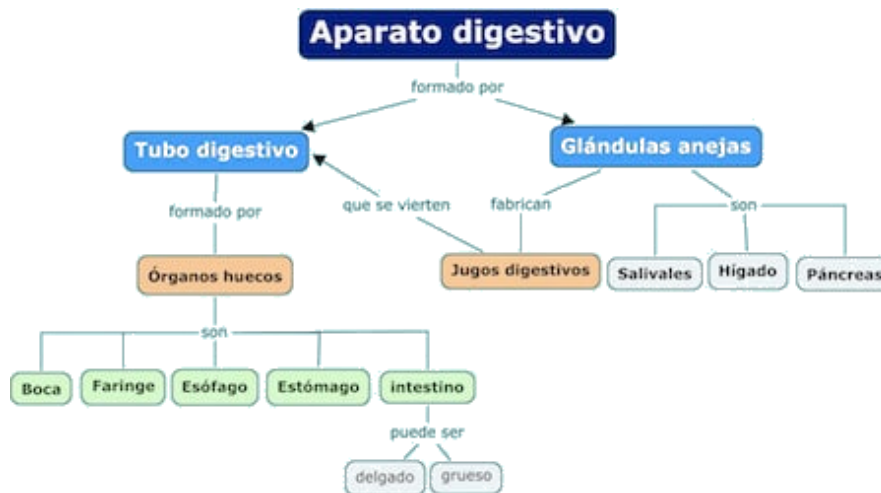 Aparato digestivo
formado por
Tubo digestivo
Glándulas anejas
formado por
que se vierten
fabrican
son
Órganos huecos
Jugos digestivos
Salivales
Hígado
Páncreas
son
Boca
Faringe
Esófago
Estómago
intestino
puede ser
delgado
grueso